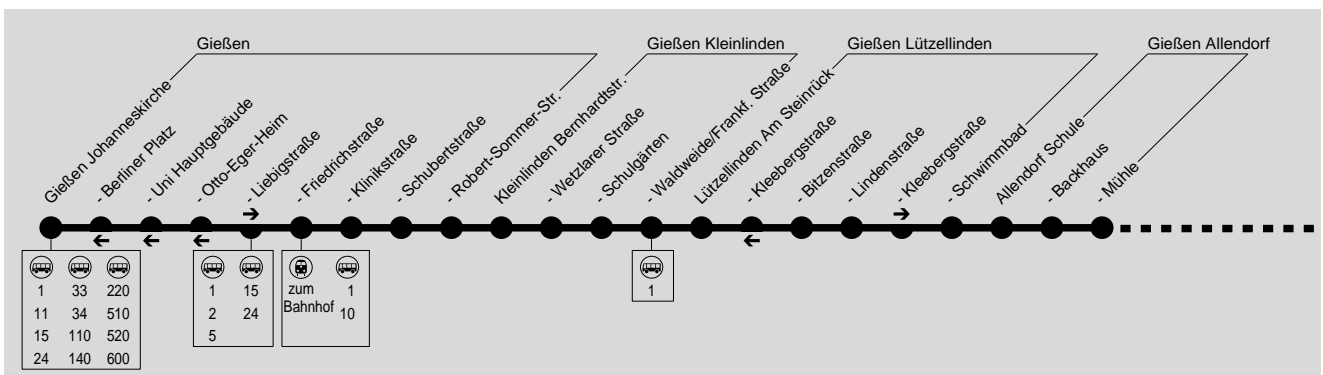 Gießen
Gießen Kleinlinden
Gießen Lützellinden
Gießen Allendorf
Gießen Johanneskirche
- Berliner Platz
- Uni Hauptgebäude
- Otto-Eger-Heim
- Liebigstraße
- Friedrichstraße
- Klinikstraße
- Schubertstraße
- Robert-Sommer-Str.
Kleinlinden Bernhardtstr.
- Wetzlarer Straße
- Schulgärten
- Waldweide/Frankf. Straße
Lützellinden Am Steinrück
- Kleebergstraße
- Bitzenstraße
- Lindenstraße
- Kleebergstraße
- Schwimmbad
Allendorf Schule
- Backhaus
- Mühle
1 33 220
11 34 510
15 110 520
24 140 600
1 15
2 24
5
zum 1
Bahnhof 10
1